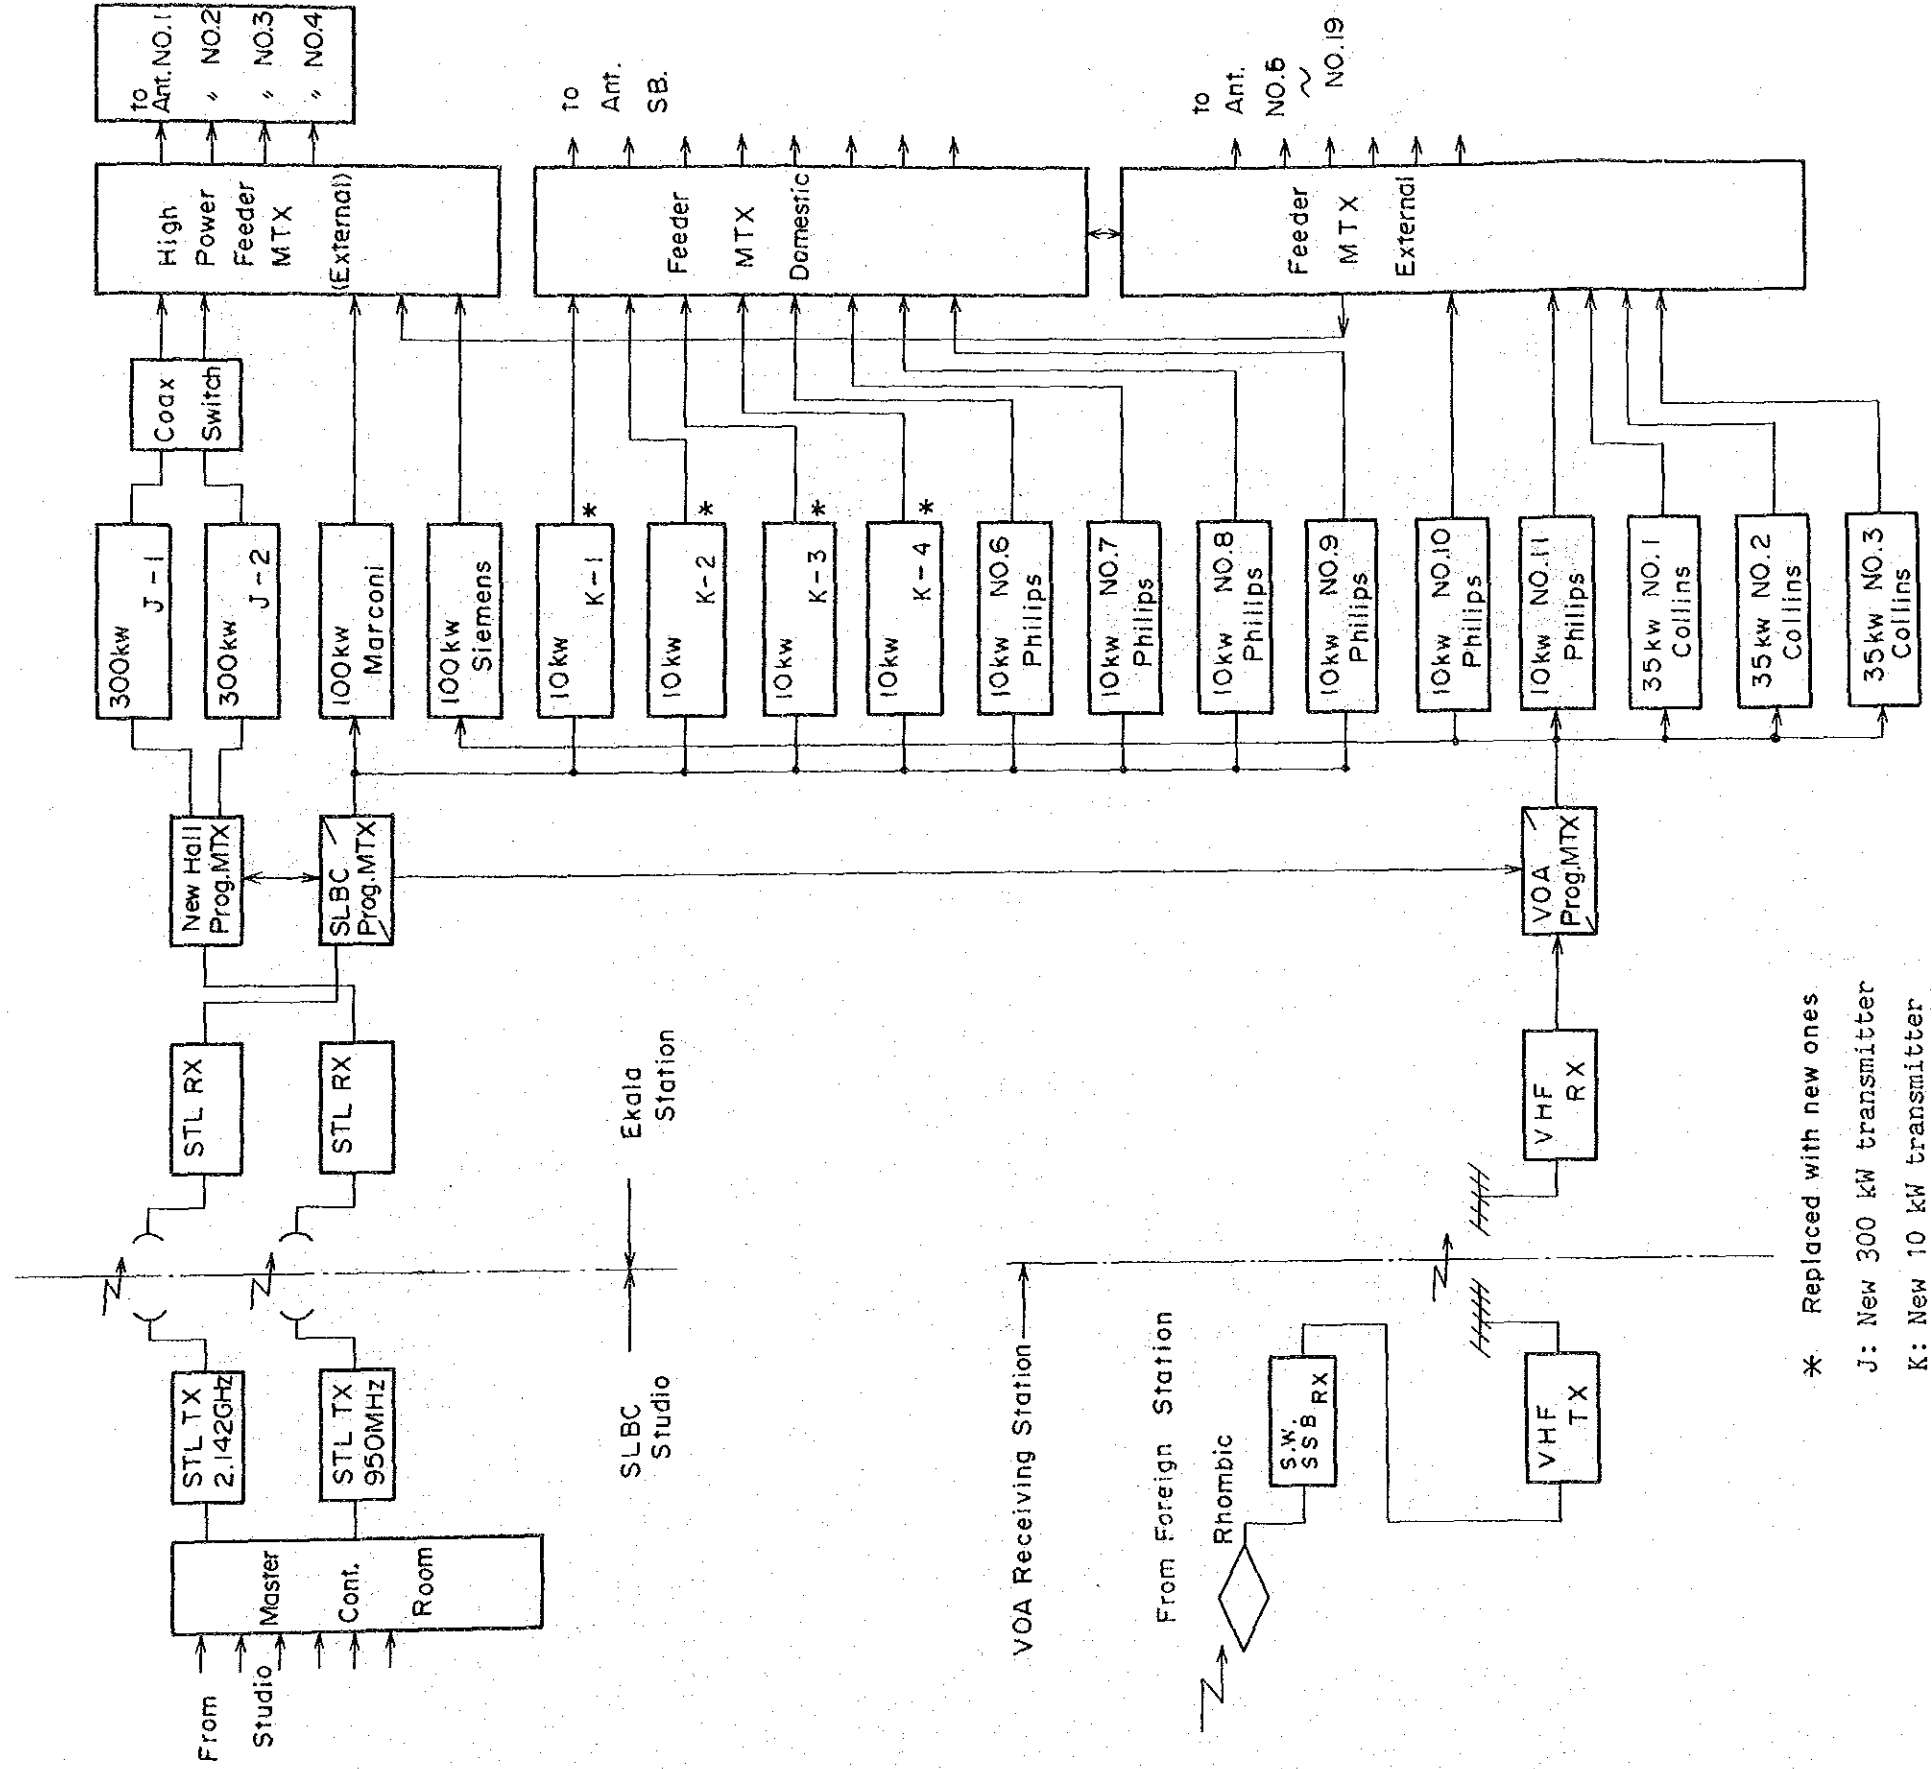 From
Studio
Master
Cont.
Room
STL TX
2.142GHz
STL TX
950MHz
STL RX
STL RX
SLBC
Studio
Ekala
Station
New Hall
Prog.MTX
SLBC
Prog.MTX
300kw
J-1
300kw
J-2
100kw
Marconi
100kw
Siemens
10kw
K-1
*
10kw
K-2
*
10kw
K-3
*
10kw
K-4
*
10kw NO.6
Philips
10kw NO.7
Philips
10kw NO.8
Philips
10kw NO.9
Philips
10kw NO.10
Philips
10kw NO.11
Philips
35kw NO.1
Collins
35kw NO.2
Collins
35kw NO.3
Collins
Coax
Switch
High
Power
Feeder
MTX
(External)
to
Ant.NO.1
〃 NO.2
〃 NO.3
〃 NO.4
Feeder
MTX
Damestic
to
Ant.
SB.
Feeder
MTX
External
to
Ant.
NO.5
~
NO.19
VOA Receiving Station
From Foreign Station
Rhombic
S.W.
SSB
RX
VHF
TX
VHF
RX
VOA
Prog.MTX
* Replaced with new ones
J: New 300 kW transmitter
K: New 10 kW transmitter